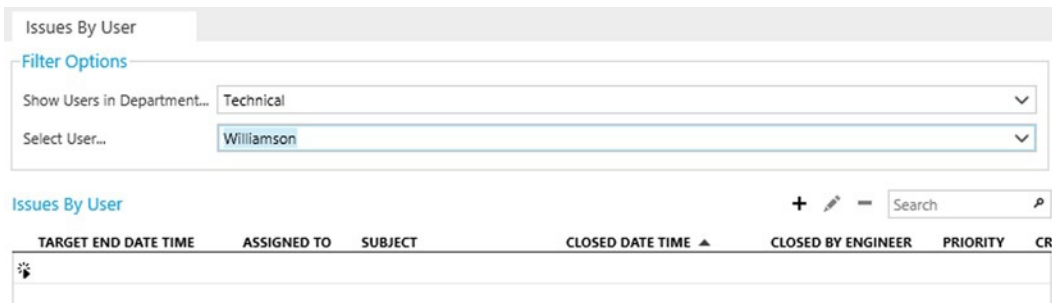 Issues By User
Filter Options
Show Users in Department... Technical
Select User... Williamson
Issues By User Search
TARGET END DATE TIME ASSIGNED TO SUBJECT CLOSED DATE TIME CLOSED BY ENGINEER PRIORITY CR